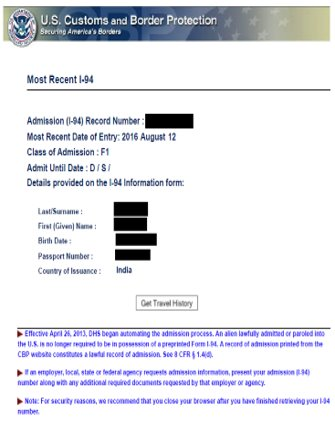 U.S. Customs and Border Protection
Securing America's Borders
Most Recent I-94
Admission (I-94) Record Number :
Most Recent Date of Entry: 2016 August 12
Class of Admission : F1
Admit Until Date : D / S /
Details provided on the I-94 Information form:
Last/Surname :
First (Given) Name :
Birth Date :
Passport Number :
Country of Issuance : India
Get Travel History
Effective April 26, 2013, DHS began automating the admission process. An alien lawfully admitted or paroled into
the U.S. is no longer required to be in possession of a preprinted Form I-94. A record of admission printed from the
CBP website constitutes a lawful record of admission. See 8 CFR § 1.4(d).
If an employer, local, state or federal agency requests admission information, present your admission (I-94)
number along with any additional required documents requested by that employer or agency.
Note: For security reasons, we recommend that you close your browser after you have finished retrieving your I-94
number.